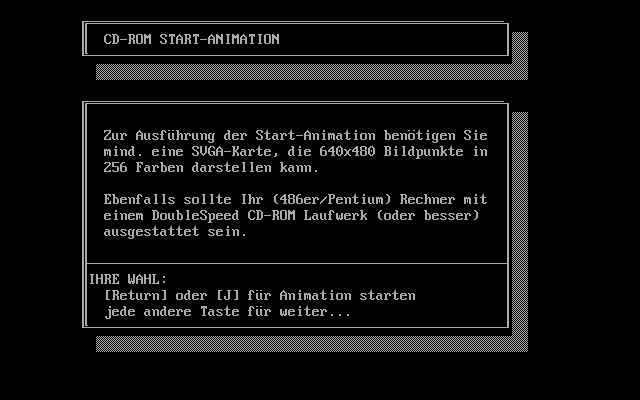 CD-ROM START-ANIMATION
Zur Ausführung der Start-Animation benötigen Sie
mind. eine SVGA-Karte, die 640x480 Bildpunkte in
256 Farben darstellen kann.
Ebenfalls sollte Ihr (486er/Pentium) Rechner mit
einem DoubleSpeed CD-ROM Laufwerk (oder besser)
ausgestattet sein.
IHRE WAHL:
[Return] oder [J] für Animation starten
jede andere Taste für weiter...